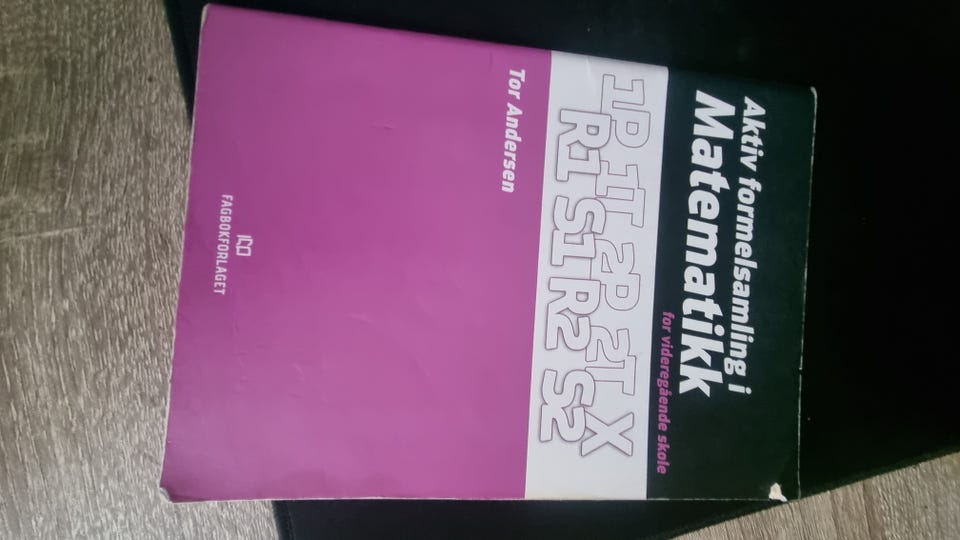 Aktiv formelsamling i
Matematikk
for videregående skole
1P 1T 2P 2T X
R1 S1 R2 S2
Tor Andersen
FAGBOKFORLAGET